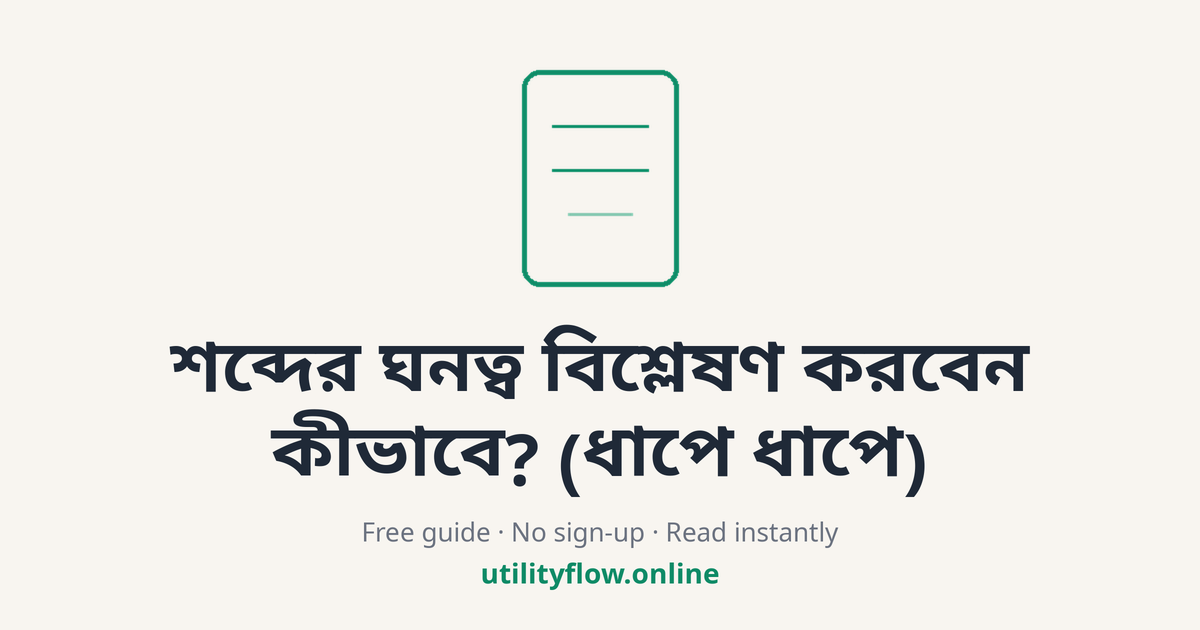 শব্দের ঘনত্ব বিশ্লেষণ করবেন
কীভাবে? (ধাপে ধাপে)
Free guide · No sign-up · Read instantly
utilityflow.online